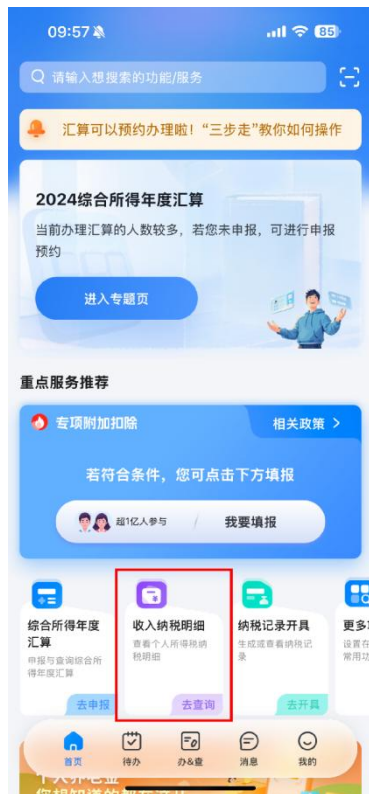 09:57
85
请输入想搜索的功能/服务
汇算可以预约办理啦！“三步走”教你如何操作
2024综合所得年度汇算
当前办理汇算的人数较多，若您未申报，可进行申报
预约
进入专题页
重点服务推荐
专项附加扣除
相关政策
若符合条件，您可点击下方填报
超1亿人参与
我要填报
综合所得年度
汇算
申报与查询综合所
得年度汇算
去申报
收入纳税明细
查看个人所得税纳
税明细
去查询
纳税记录开具
生成或查看纳税记
录
去开具
更多
设置在
常用功
首页
待办
办&查
消息
我的
个人养老金